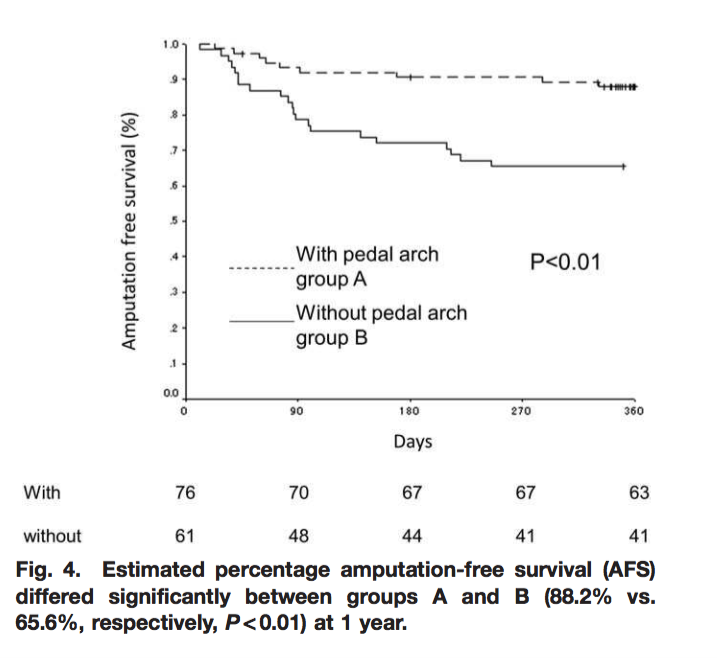 Amputation free survival (%)
1.0
.9
.8
.7
.6
.5
.4
.3
.2
.1
0.0
With pedal arch
group A
Without pedal arch
group B
P<0.01
0 90 180 270 360
Days
With 76 70 67 67 63
without 61 48 44 41 41
Fig. 4. Estimated percentage amputation-free survival (AFS)
differed significantly between groups A and B (88.2% vs.
65.6%, respectively, P<0.01) at 1 year.